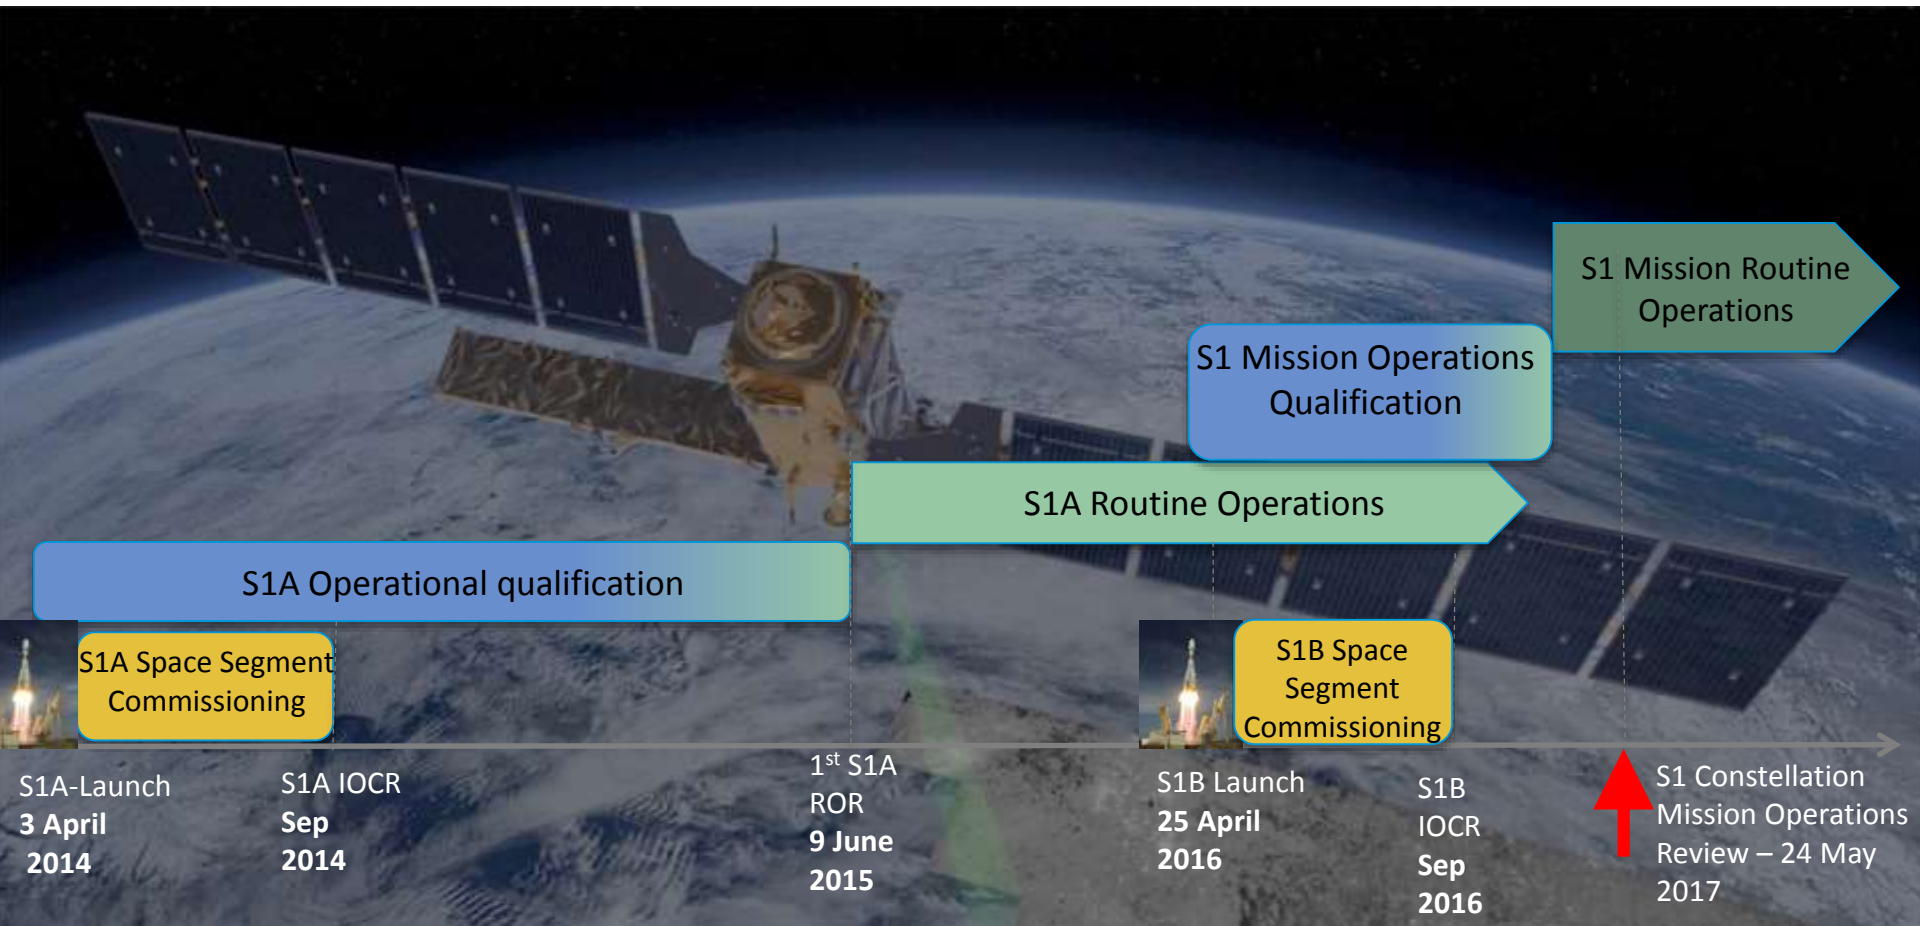 S1 Mission Routine
Operations
S1 Mission Operations
Qualification
S1A Routine Operations
S1A Operational qualification
S1A Space Segment
Commissioning
S1B Space
Segment
Commissioning
S1A-Launch
3 April
2014
S1A IOCR
Sep
2014
1st S1A
ROR
9 June
2015
S1B Launch
25 April
2016
S1B
IOCR
Sep
2016
S1 Constellation
Mission Operations
Review – 24 May
2017